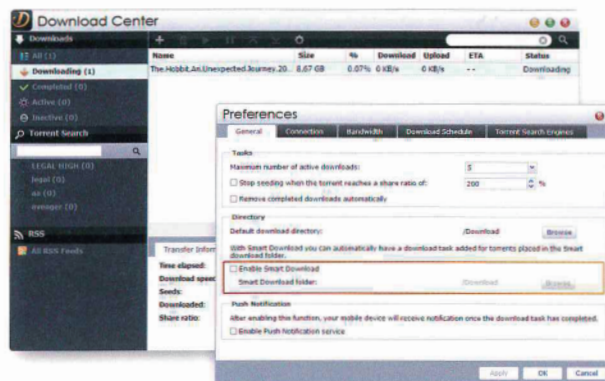 Download Center
Downloads
All (1)
Name Size % Download Upload ETA Status
Downloading (1)
The.Hobbit.An.Unexpected.Journey.20... 8.67 GB 0.07% 0 KB/s 0 KB/s -- Downloading
Completed (0)
Active (0)
Inactive (0)
Torrent Search
LEGAL HIGH (0)
legal (0)
aa (0)
avenger (0)
RSS
All RSS Feeds
Transfer Inform
Time elapsed:
Download speed
Seeds:
Downloaded:
Share ratio:
Preferences
General Connection Bandwidth Download Schedule Torrent Search Engines
Tasks
Maximum number of active downloads: 5
Stop seeding when the torrent reaches a share ratio of: 200 %
Remove completed downloads automatically
Directory
Default download directory: /Download Browse
With Smart Download you can automatically have a download task added for torrents placed in the Smart
download folder.
Enable Smart Download
Smart Download folder: /Download Browse
Push Notification
After enabling this function, your mobile device will receive notification once the download task has completed.
Enable Push Notification service
Apply OK Cancel